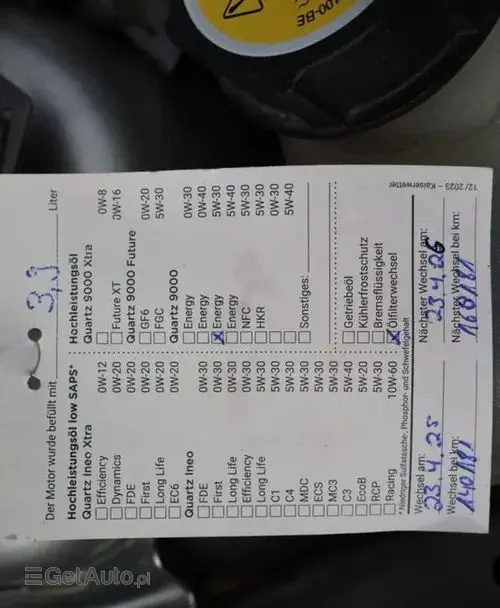 100-BE
Der Motor wurde befüllt mit 3,9 Liter
Hochleistungsöl low SAPS*
Quartz Ineo Xtra
Efficiency 0W-12
Dynamics 0W-20
FDE 0W-20
First 0W-20
Long Life 0W-20
EC6 0W-20
Quartz Ineo
FDE 0W-30
First 0W-30
Long Life 0W-30
Efficiency 0W-30
Long Life 5W-30
C1 5W-30
C4 5W-30
MDC 5W-30
ECS 5W-30
MC3 5W-30
C3 5W-40
EcoB 5W-20
RCP 5W-30
Racing 10W-60
* Niedriger Sulfatasche-, Phosphor- und Schwefelgehalt
Hochleistungsöl
Quartz 9000 Xtra
0W-8
Future XT 0W-16
Quartz 9000 Future
GF6 0W-20
FGC 5W-30
Quartz 9000
Energy 0W-30
Energy 0W-40
X Energy 5W-30
Energy 5W-40
NFC 5W-30
HKR 5W-30
0W-30
5W-40
Sonstiges:
Getriebeöl
Kühlerfrostschutz
Bremsflüssigkeit
X Ölfilterwechsel
Wechsel am:
23.4.25
Wechsel bei km:
140181
Nächster Wechsel am:
23.4.26
Nächster Wechsel bei km:
160181
12/2023 – Kaiserwetter
GetAuto.pl